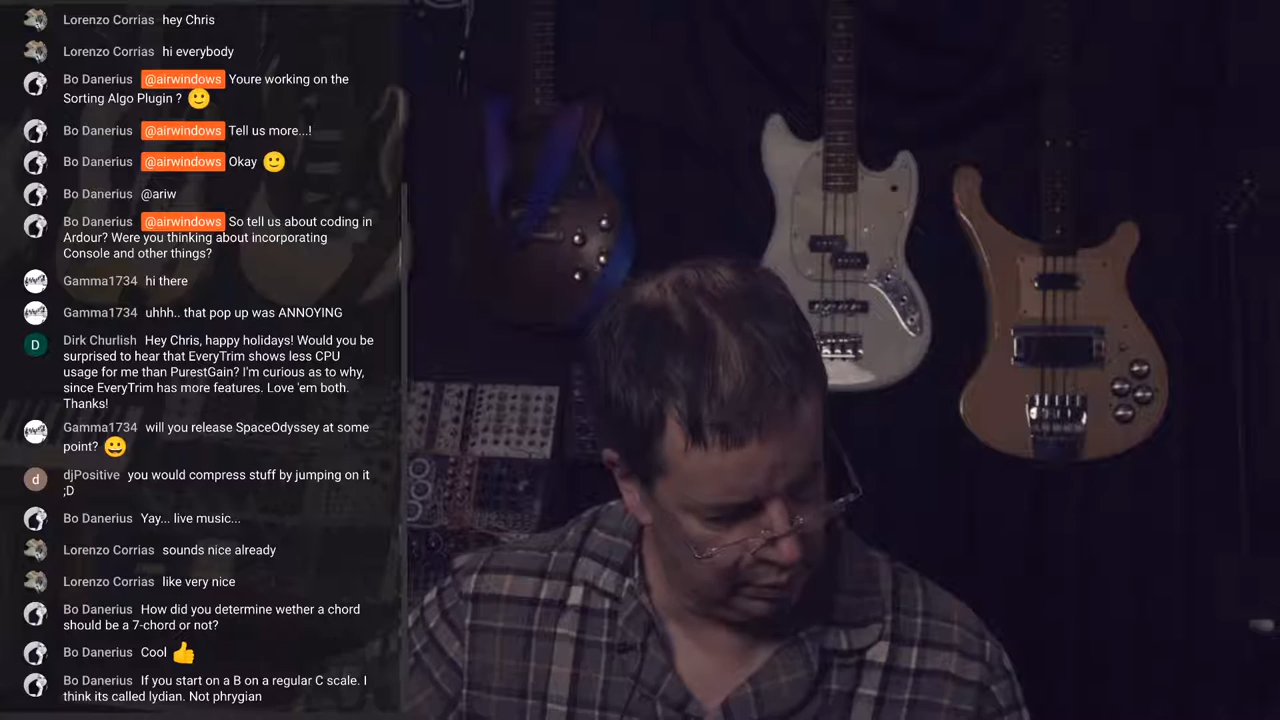 Lorenzo Corrias hey Chris
Lorenzo Corrias hi everybody
Bo Danerius @airwindows Youre working on the
Sorting Algo Plugin ? 🙂
Bo Danerius @airwindows Tell us more...!
Bo Danerius @airwindows Okay 🙂
Bo Danerius @ariw
Bo Danerius @airwindows So tell us about coding in
Ardour? Were you thinking about incorporating
Console and other things?
Gamma1734 hi there
Gamma1734 uhhh.. that pop up was ANNOYING
D Dirk Churlish Hey Chris, happy holidays! Would you be
surprised to hear that EveryTrim shows less CPU
usage for me than PurestGain? I'm curious as to why,
since EveryTrim has more features. Love 'em both.
Thanks!
Gamma1734 will you release SpaceOdyssey at some
point? 😀
d djPositive you would compress stuff by jumping on it
;D
Bo Danerius Yay... live music...
Lorenzo Corrias sounds nice already
Lorenzo Corrias like very nice
Bo Danerius How did you determine wether a chord
should be a 7-chord or not?
Bo Danerius Cool 👍
Bo Danerius If you start on a B on a regular C scale. I
think its called lydian. Not phrygian